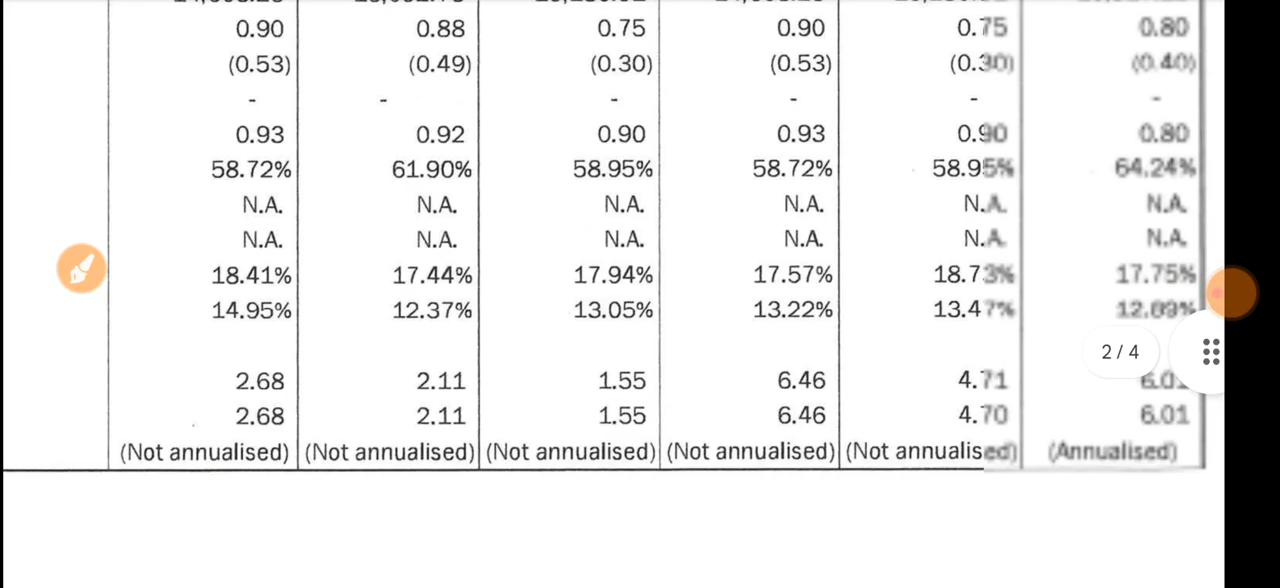 0.90 0.88 0.75 0.90 0.75 0.80
(0.53) (0.49) (0.30) (0.53) (0.30) (0.40)
- - - - - -
0.93 0.92 0.90 0.93 0.90 0.80
58.72% 61.90% 58.95% 58.72% 58.95% 64.24%
N.A. N.A. N.A. N.A. N.A. N.A.
N.A. N.A. N.A. N.A. N.A. N.A.
18.41% 17.44% 17.94% 17.57% 18.73% 17.75%
14.95% 12.37% 13.05% 13.22% 13.47%
2 / 4
2.68 2.11 1.55 6.46 4.71
2.68 2.11 1.55 6.46 4.70 6.01
(Not annualised) (Not annualised) (Not annualised) (Not annualised) (Not annualised) (Annualised)